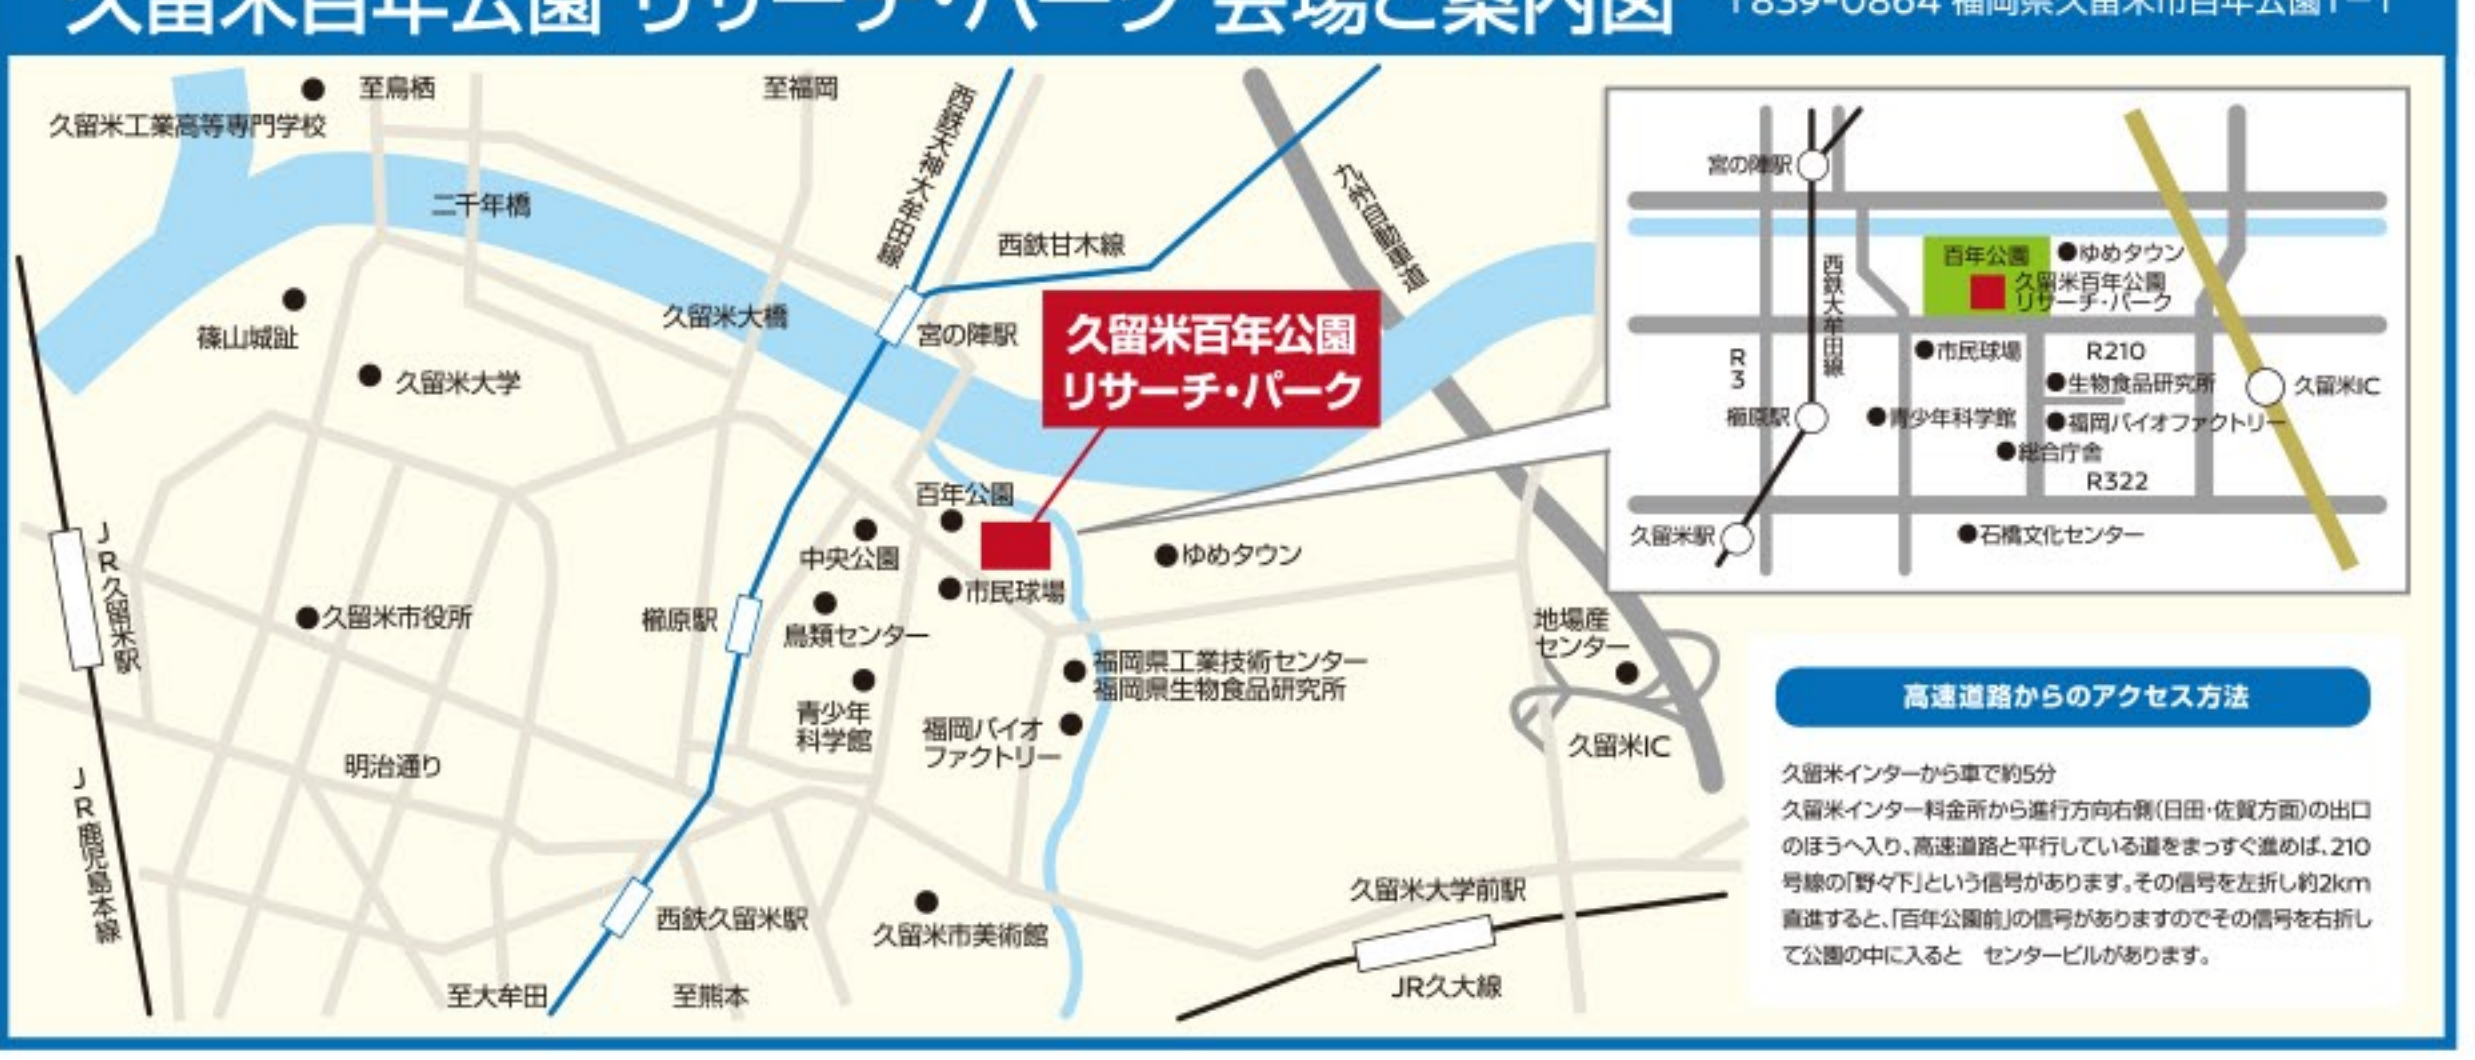 久留米百年公園 リサーチ・パーク 会場ご案内図
〒839-0864 福岡県久留米市百年公園1-1
至鳥栖
至福岡
久留米工業高等専門学校
西鉄天神大牟田線
九州自動車道
二千年橋
西鉄甘木線
久留米大橋
宮の陣駅
篠山城趾
久留米大学
久留米百年公園
リサーチ・パーク
百年公園
中央公園
ゆめタウン
市民球場
JR久留米駅
久留米市役所
櫛原駅
鳥類センター
地場産
センター
福岡県工業技術センター
福岡県生物食品研究所
青少年
科学館
福岡バイオ
ファクトリー
久留米IC
明治通り
JR鹿児島本線
西鉄久留米駅
久留米市美術館
久留米大学前駅
JR久大線
至大牟田
至熊本
宮の陣駅
百年公園
ゆめタウン
久留米百年公園
リサーチ・パーク
西鉄大牟田線
R3
市民球場
R210
生物食品研究所
久留米IC
櫛原駅
青少年科学館
福岡バイオファクトリー
総合庁舎
R322
久留米駅
石橋文化センター
高速道路からのアクセス方法
久留米インターから車で約5分
久留米インター料金所から進行方向右側(日田・佐賀方面)の出口
のほうへ入り、高速道路と平行している道をまっすぐ進めば、210
号線の「野々下」という信号があります。その信号を左折し約2km
直進すると、「百年公園前」の信号がありますのでその信号を右折し
て公園の中に入ると　センタービルがあります。